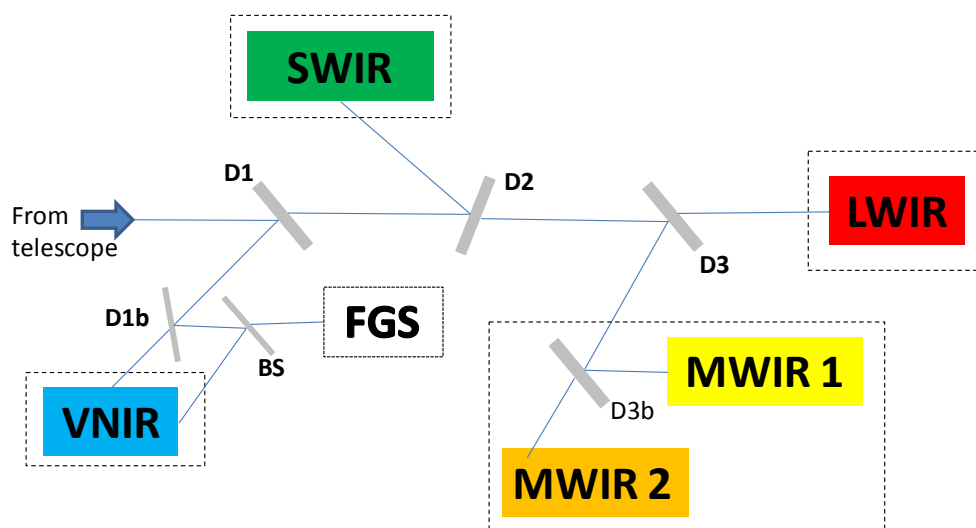 SWIR
D1
D2
From
telescope
LWIR
D3
D1b
FGS
BS
MWIR 1
VNIR
D3b
MWIR 2